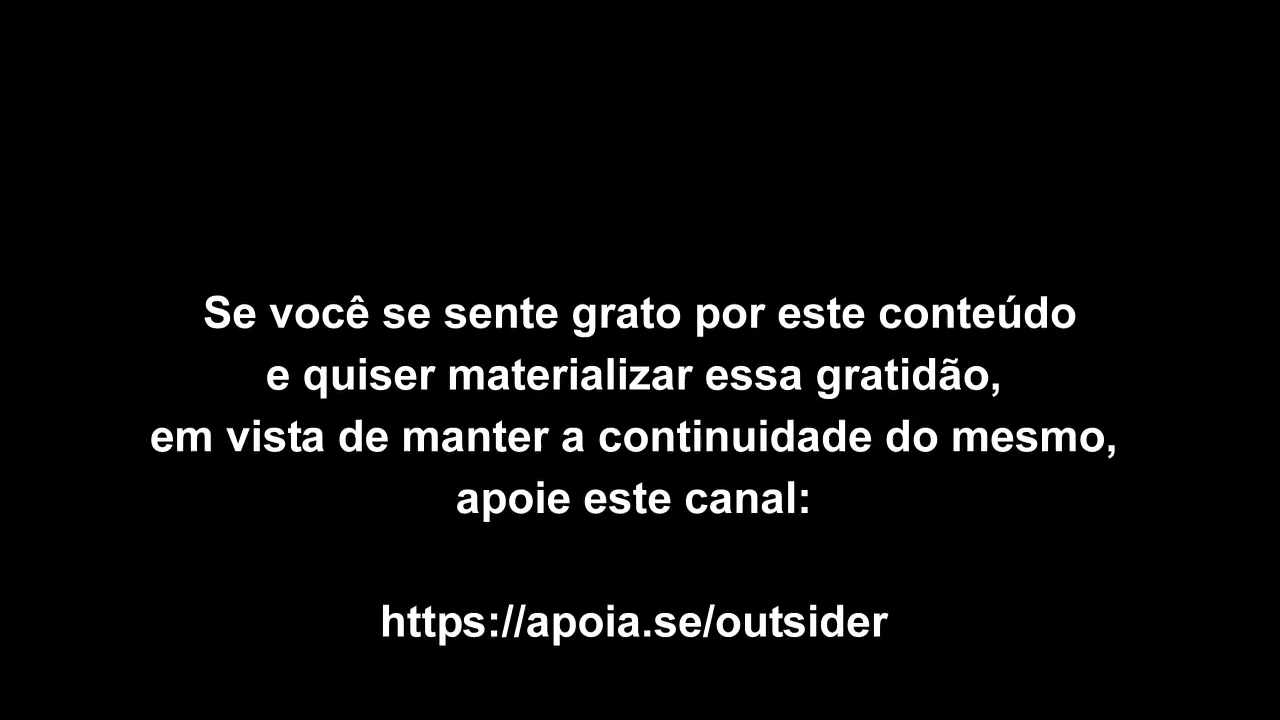 Se você se sente grato por este conteúdo
e quiser materializar essa gratidão,
em vista de manter a continuidade do mesmo,
apoie este canal:
https://apoia.se/outsider